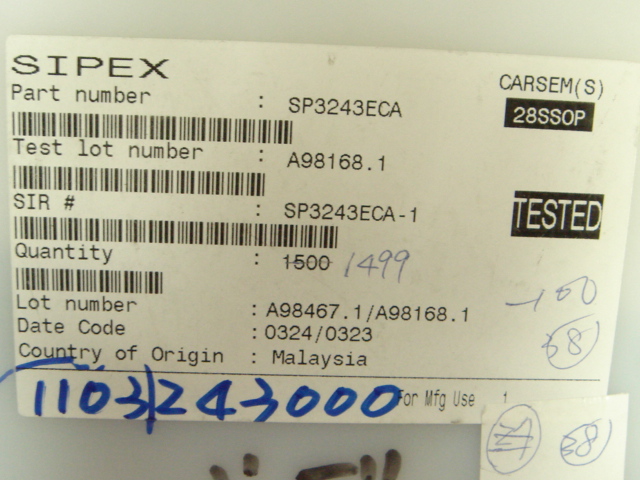 SIPEX
CARSEM(S)
Part number : SP3243ECA
28SSOP
Test lot number : A98168.1
SIR # : SP3243ECA-1
TESTED
Quantity : 1500 1499
Lot number : A98467.1/A98168.1
-100
Date Code : 0324/0323
58
Country of Origin : Malaysia
1103/243000
For Mfg Use 1
58